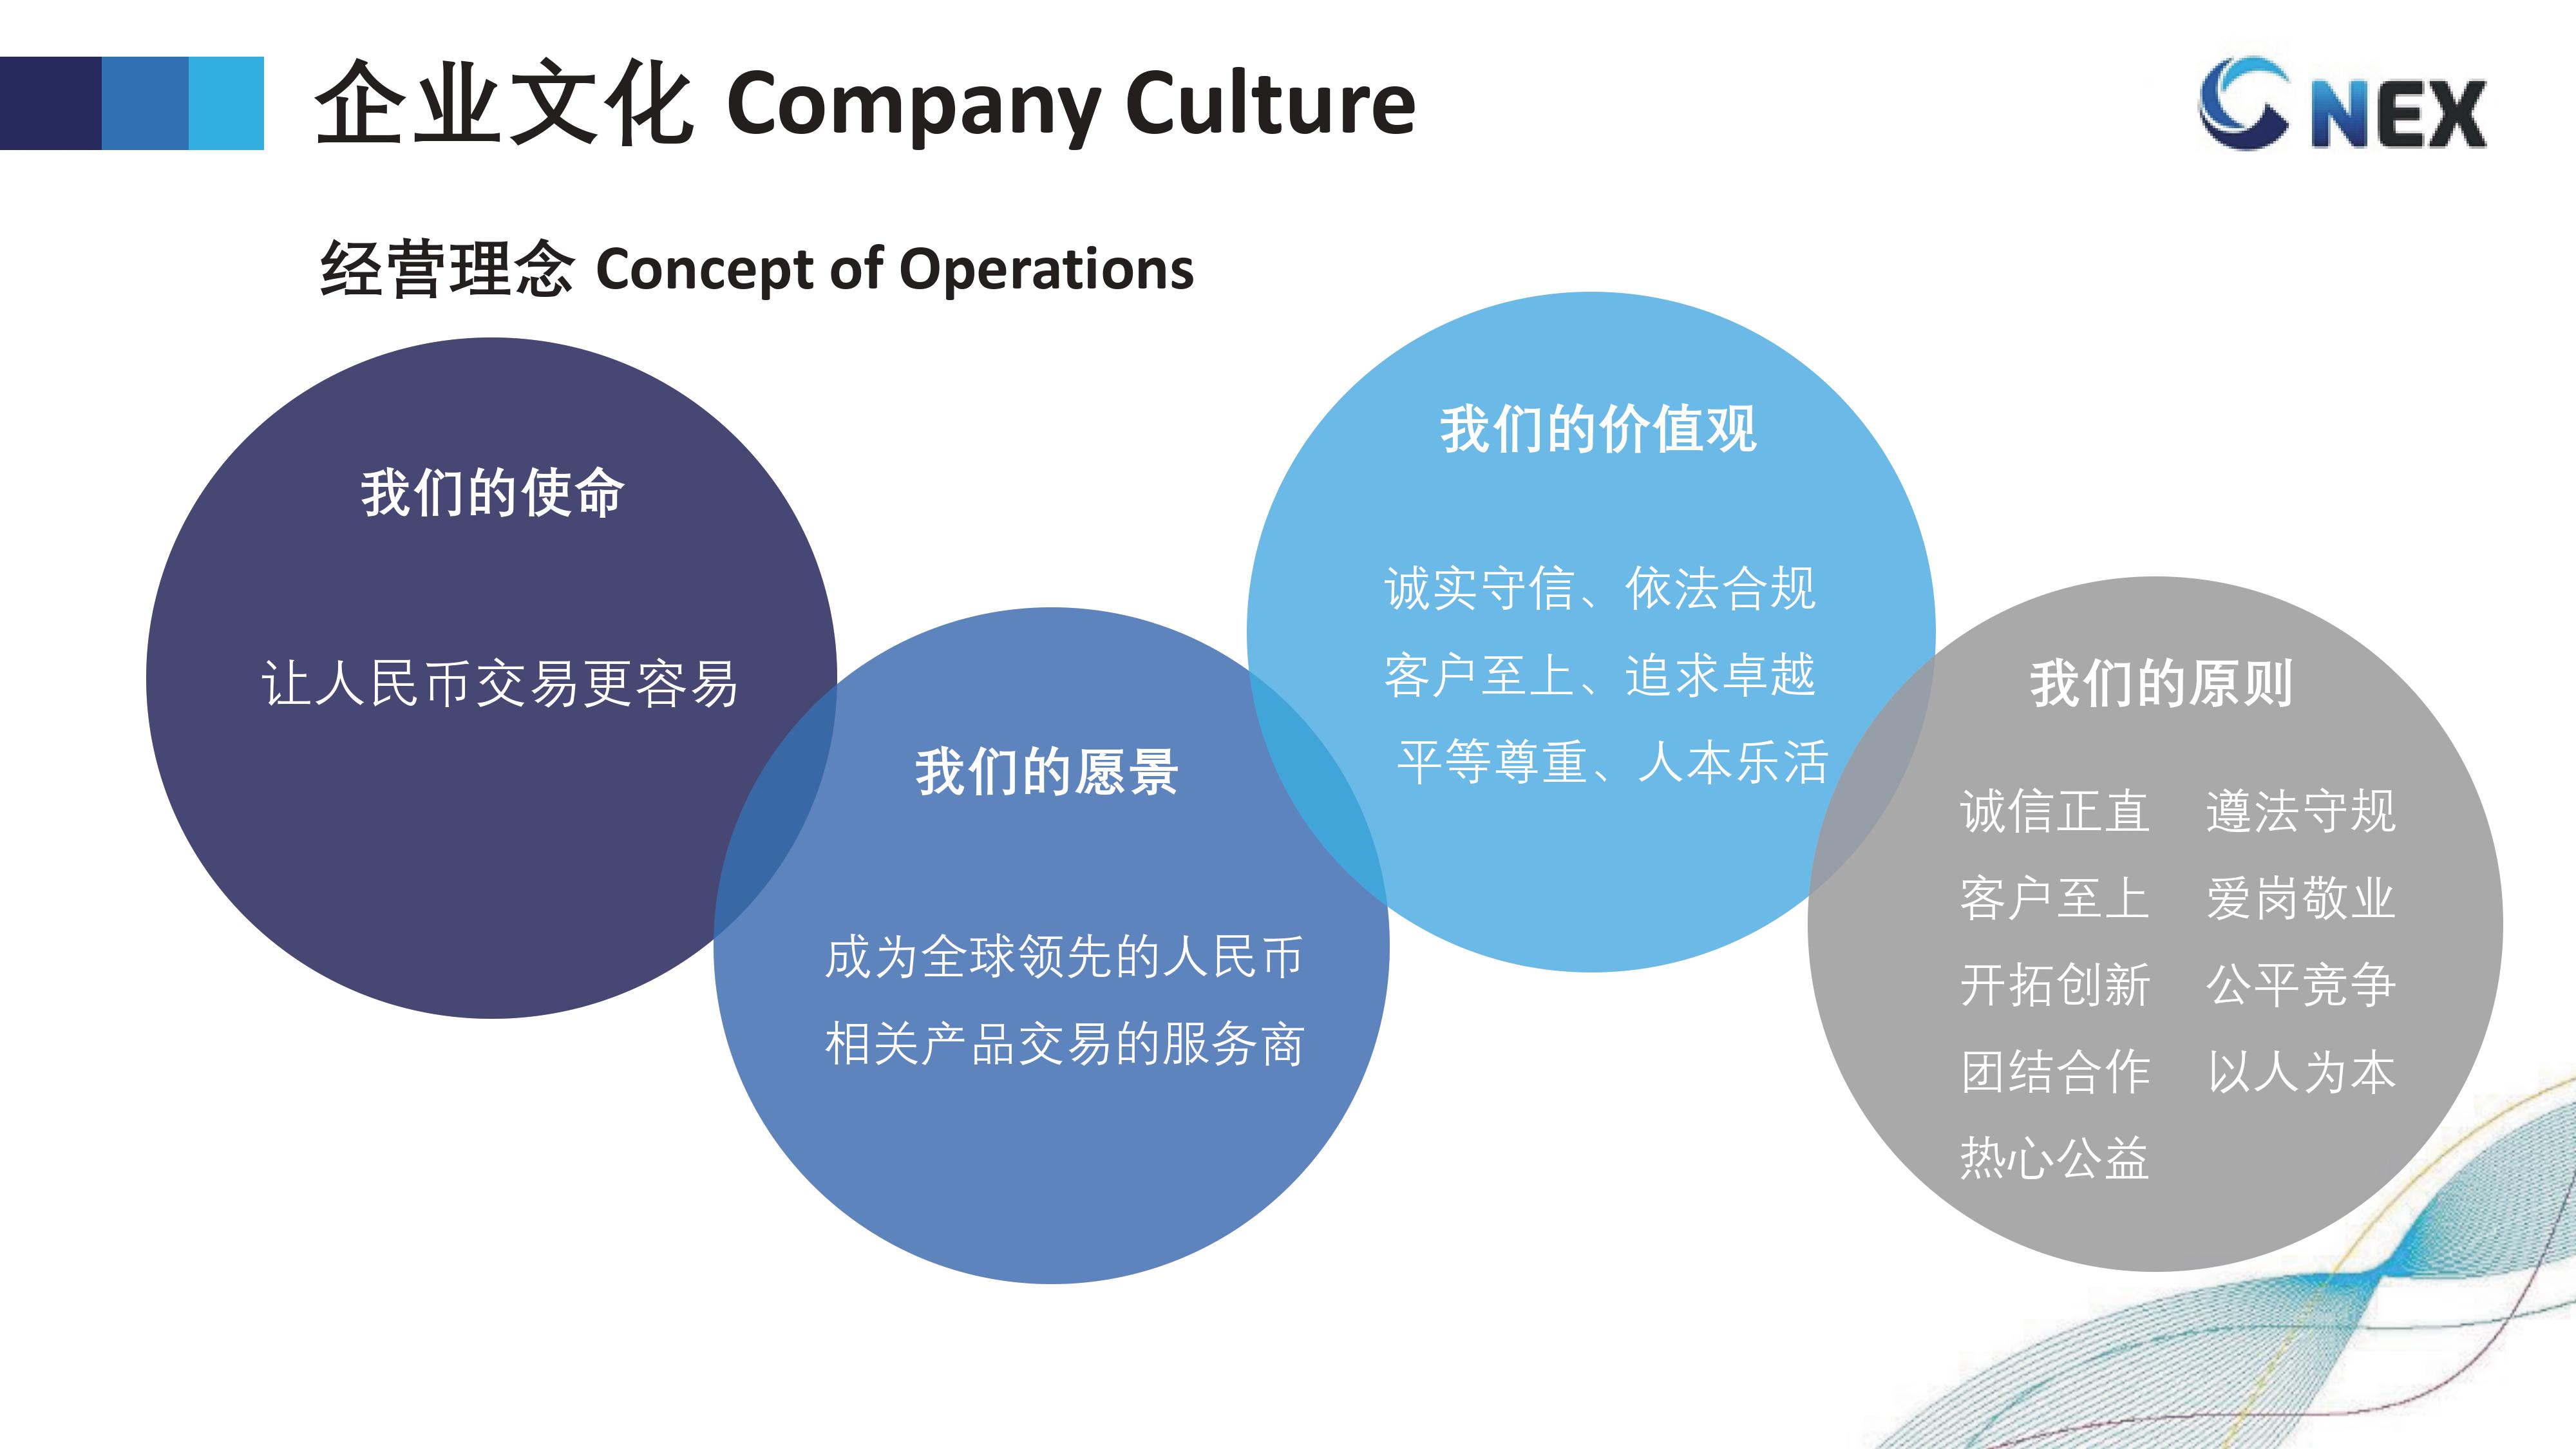 企业文化 Company Culture
NEX
经营理念 Concept of Operations
我们的使命
让人民币交易更容易
我们的愿景
成为全球领先的人民币
相关产品交易的服务商
我们的价值观
诚实守信、依法合规
客户至上、追求卓越
平等尊重、人本乐活
我们的原则
诚信正直 遵法守规
客户至上 爱岗敬业
开拓创新 公平竞争
团结合作 以人为本
热心公益